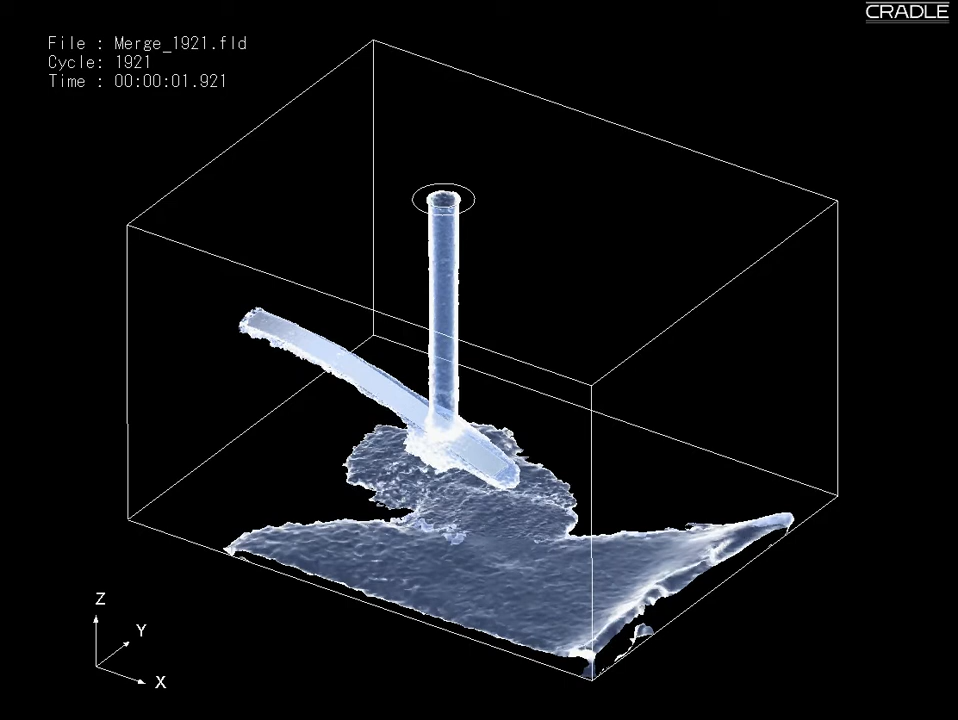 CRADLE
File : Merge_1921.fld
Cycle: 1921
Time : 00:00:01.921
Z
Y
X